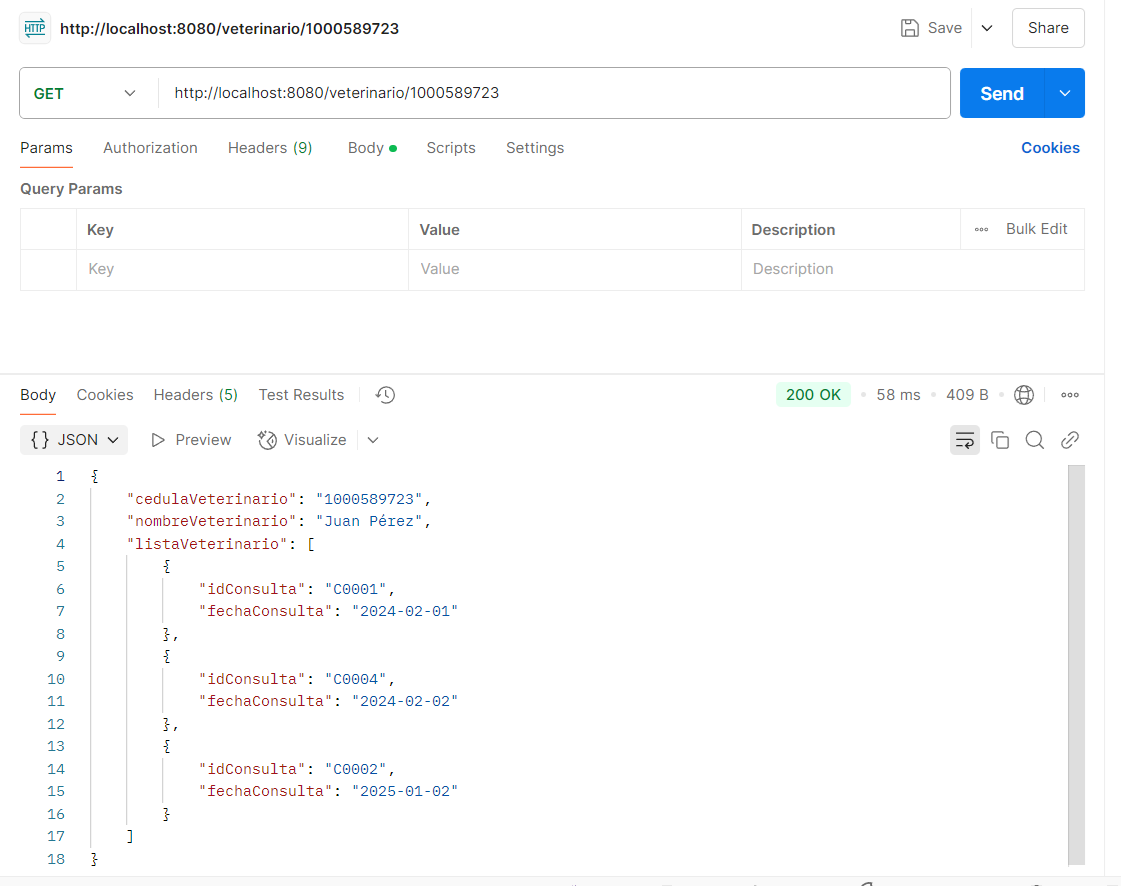 HTTP http://localhost:8080/veterinario/1000589723 Save Share
GET http://localhost:8080/veterinario/1000589723 Send
Params Authorization Headers (9) Body Scripts Settings Cookies
Query Params
Key Value Description Bulk Edit
Key Value Description
Body Cookies Headers (5) Test Results 200 OK • 58 ms • 409 B •
{} JSON Preview Visualize
1 {
2 "cedulaVeterinario": "1000589723",
3 "nombreVeterinario": "Juan Pérez",
4 "listaVeterinario": [
5 {
6 "idConsulta": "C0001",
7 "fechaConsulta": "2024-02-01"
8 },
9 {
10 "idConsulta": "C0004",
11 "fechaConsulta": "2024-02-02"
12 },
13 {
14 "idConsulta": "C0002",
15 "fechaConsulta": "2025-01-02"
16 }
17 ]
18 }